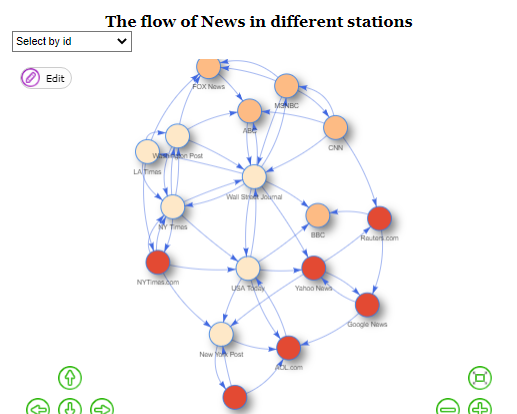 The flow of News in different stations
Select by id
Edit
FOX News
MSNBC
ABC
CNN
Washington Post
LA Times
Wall Street Journal
NY Times
BBC
Reuters.com
NYTimes.com
USA Today
Yahoo News
Google News
New York Post
AOL.com